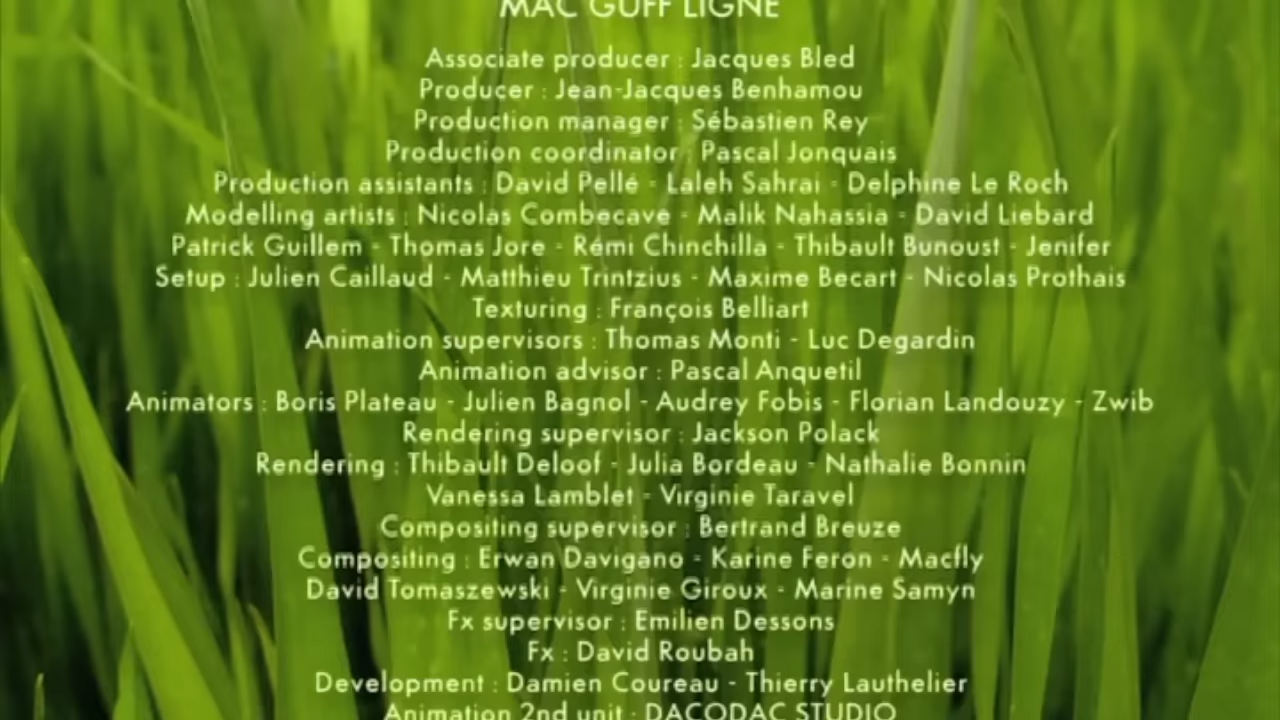 MAC GUFF LIGNE
Associate producer : Jacques Bled
Producer : Jean-Jacques Benhamou
Production manager : Sébastien Rey
Production coordinator : Pascal Jonquais
Production assistants : David Pellé - Laleh Sahrai - Delphine Le Roch
Modelling artists : Nicolas Combecave - Malik Nahassia - David Liebard
Patrick Guillem - Thomas Jore - Rémi Chinchilla - Thibault Bunoust - Jenifer
Setup : Julien Caillaud - Matthieu Trintzius - Maxime Becart - Nicolas Prothais
Texturing : François Belliart
Animation supervisors : Thomas Monti - Luc Degardin
Animation advisor : Pascal Anquetil
Animators : Boris Plateau - Julien Bagnol - Audrey Fobis - Florian Landouzy - Zwib
Rendering supervisor : Jackson Polack
Rendering : Thibault Deloof - Julia Bordeau - Nathalie Bonnin
Vanessa Lamblet - Virginie Taravel
Compositing supervisor : Bertrand Breuze
Compositing : Erwan Davigano - Karine Feron - Macfly
David Tomaszewski - Virginie Giroux - Marine Samyn
Fx supervisor : Emilien Dessons
Fx : David Roubah
Development : Damien Coureau - Thierry Lauthelier
Animation 2nd unit : DACODAC STUDIO